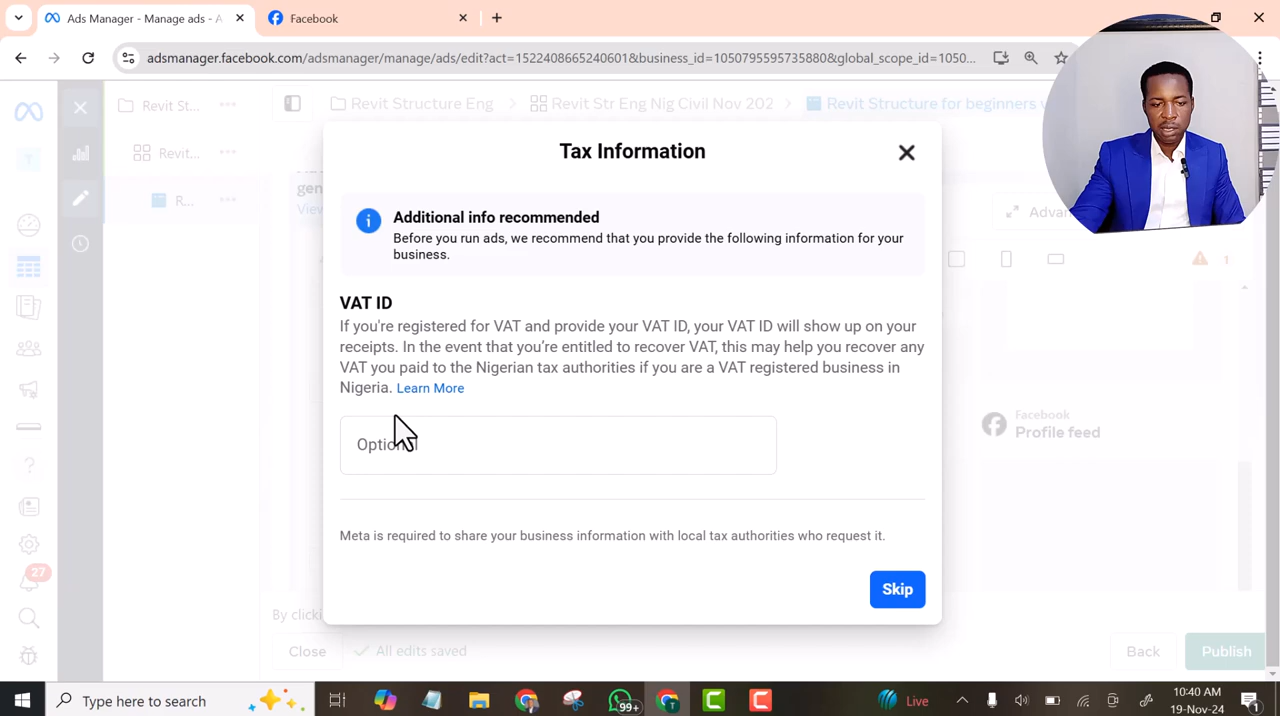 Ads Manager - Manage ads - A
Facebook
adsmanager.facebook.com/adsmanager/manage/ads/edit?act=1522408665240601&business_id=1050795595735880&global_scope_id=1050...
Revit St...
Revit Structure Eng
Revit Str Eng Nig Civil Nov 202
Revit Structure for beginners
Revit...
R...
gen
View
Advan
1
Tax Information
Additional info recommended
Before you run ads, we recommend that you provide the following information for your
business.
VAT ID
If you're registered for VAT and provide your VAT ID, your VAT ID will show up on your
receipts. In the event that you're entitled to recover VAT, this may help you recover any
VAT you paid to the Nigerian tax authorities if you are a VAT registered business in
Nigeria. Learn More
Optional
Facebook
Profile feed
Meta is required to share your business information with local tax authorities who request it.
Skip
27
By clicki
Close
All edits saved
Back
Publish
Type here to search
99+
Live
10:40 AM
19-Nov-24
1